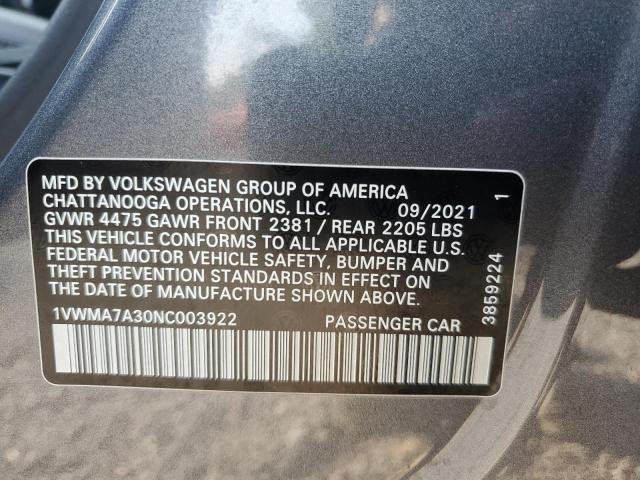 MFD BY VOLKSWAGEN GROUP OF AMERICA
CHATTANOOGA OPERATIONS, LLC. 09/2021
GVWR 4475 GAWR FRONT 2381 / REAR 2205 LBS
THIS VEHICLE CONFORMS TO ALL APPLICABLE U.S.
FEDERAL MOTOR VEHICLE SAFETY, BUMPER AND
THEFT PREVENTION STANDARDS IN EFFECT ON
THE DATE OF MANUFACTURE SHOWN ABOVE.
1VWMA7A30NC003922 PASSENGER CAR
3859224 1